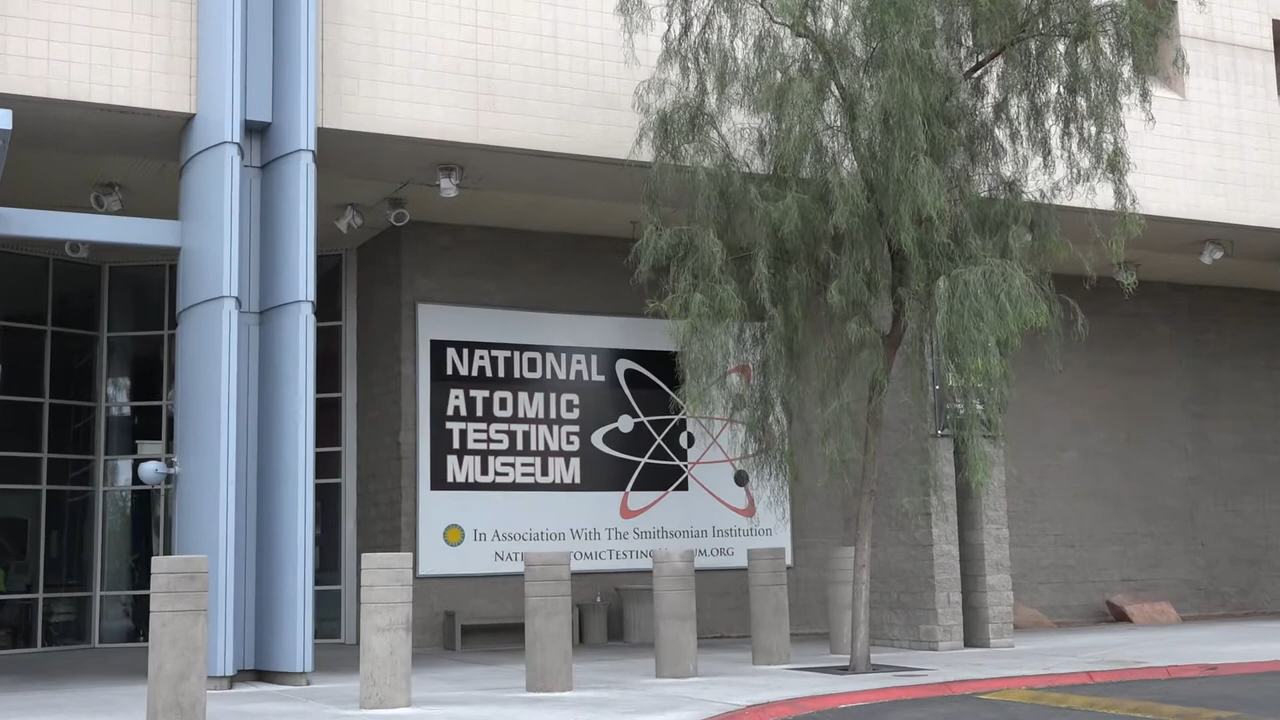 NATIONAL
ATOMIC
TESTING
MUSEUM
In Association With The Smithsonian Institution